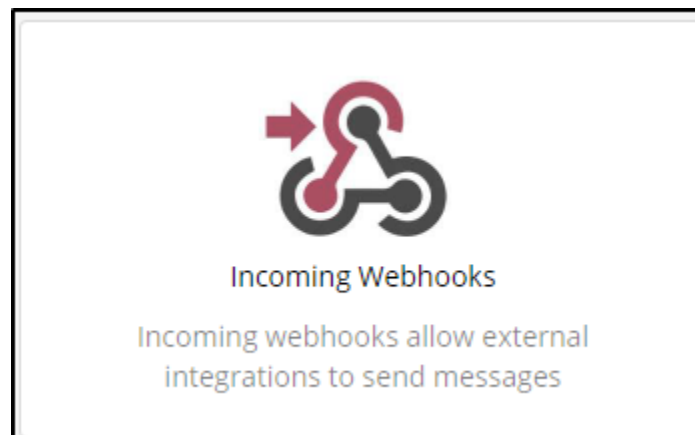 Incoming Webhooks
Incoming webhooks allow external
integrations to send messages